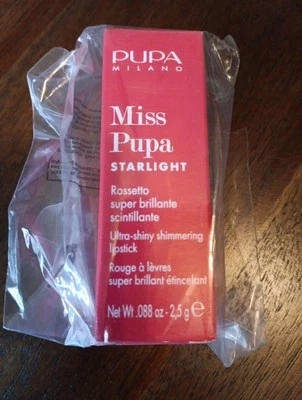 PUPA
MILANO
Miss
Pupa
STARLIGHT
Rossetto
super brillante
scintillante
Ultra-shiny shimmering
lipstick
Rouge à lèvres
super brillant étincelant
Net Wt. .088 oz - 2,5 g e